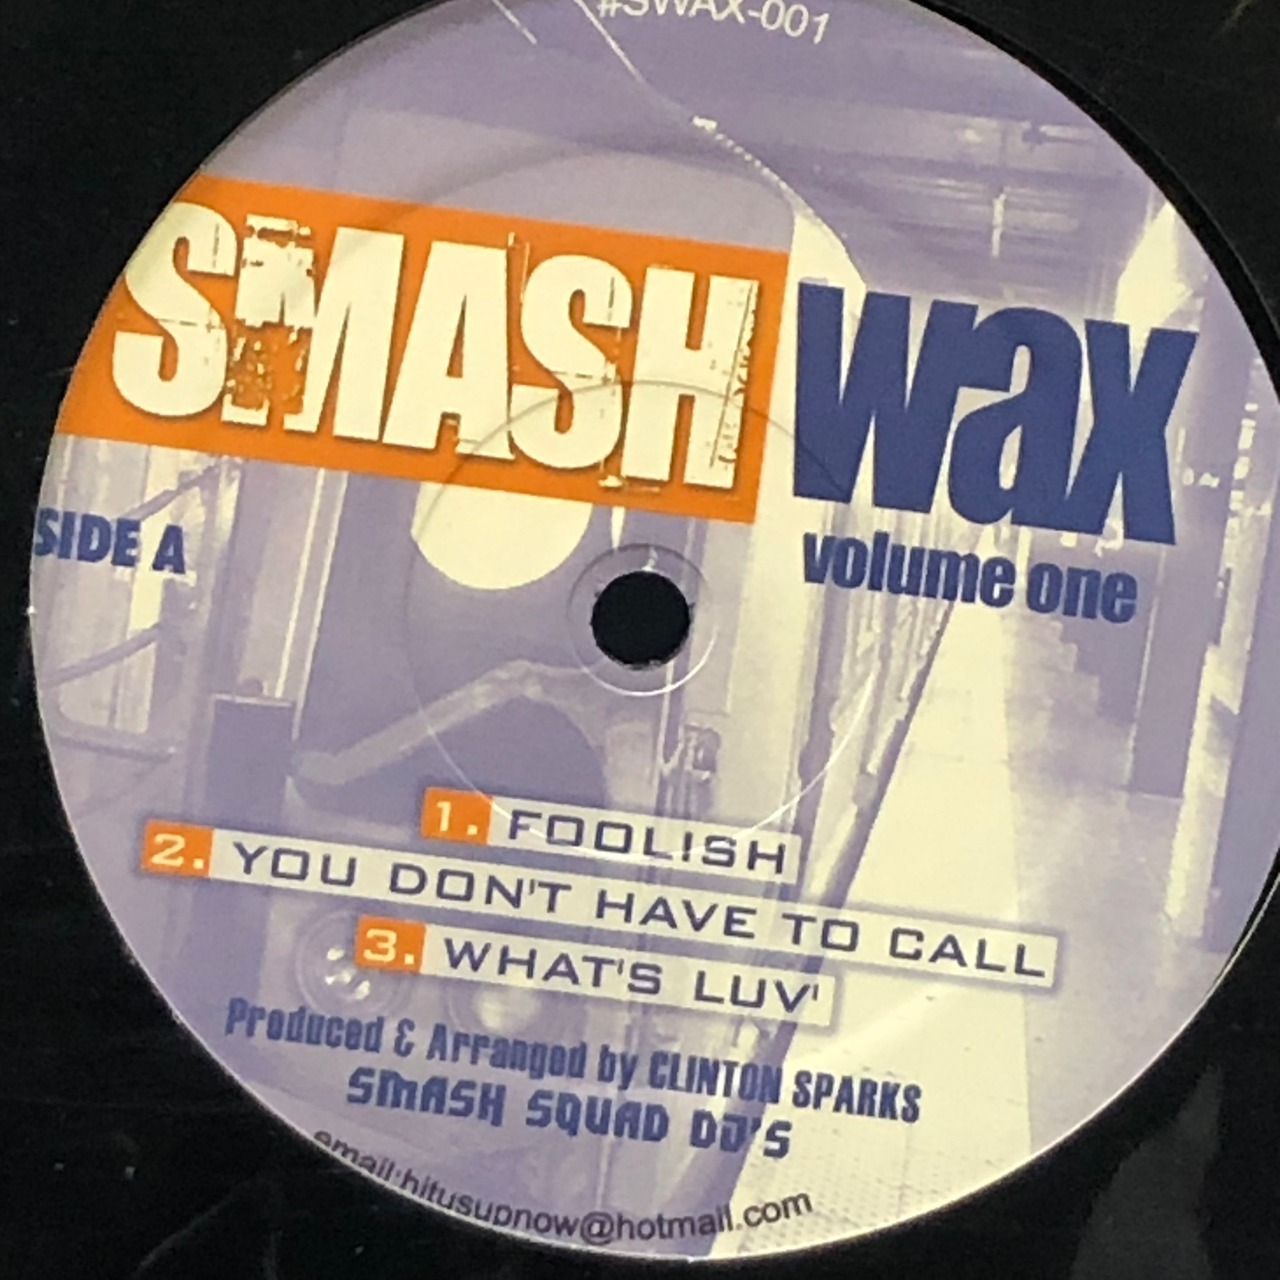 #SWAX-001
SMASH wax
volume one
SIDE A
1. FOOLISH
2. YOU DON'T HAVE TO CALL
3. WHAT'S LUV'
Produced & Arranged by CLINTON SPARKS
SMASH SQUAD DJ'S
email:hitusupnow@hotmail.com